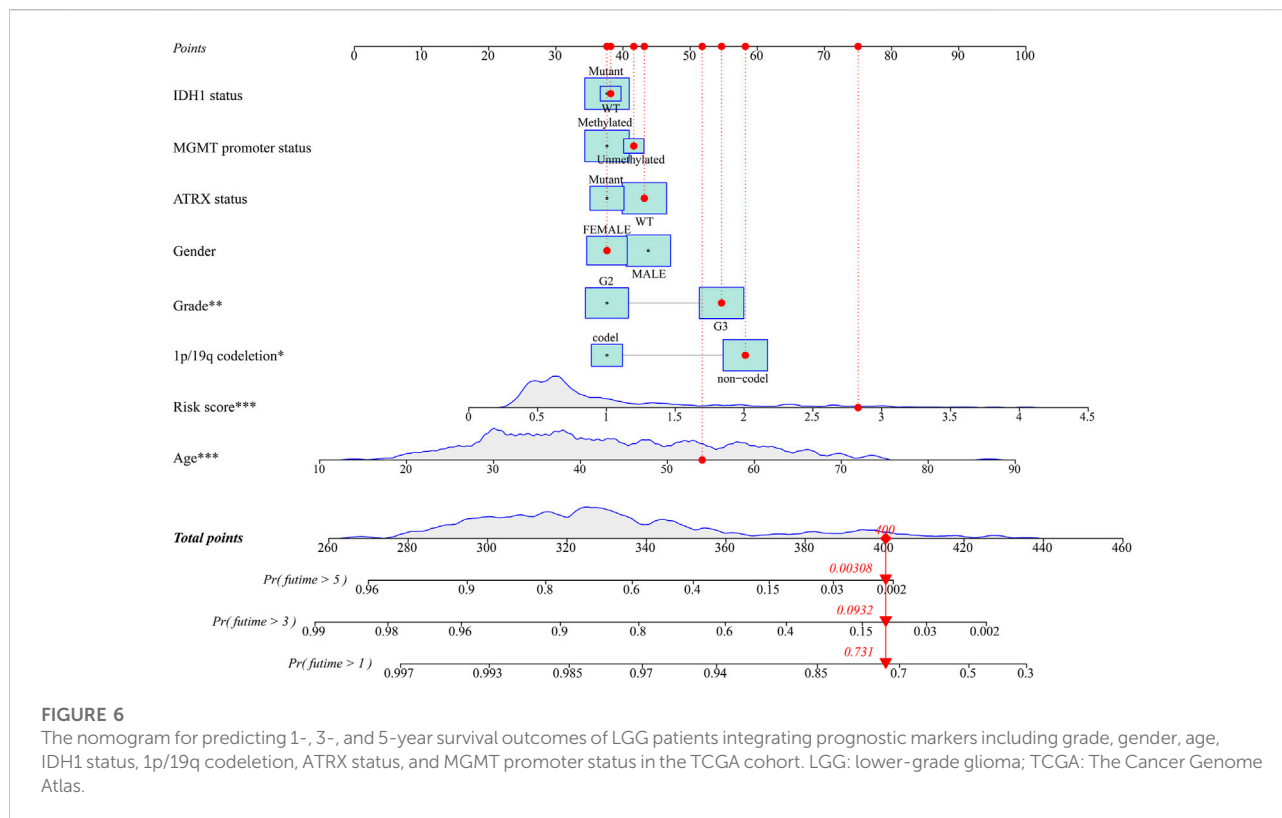 Points
0 10 20 30 40 50 60 70 80 90 100
Mutant
IDH1 status
WT
Methylated
MGMT promoter status
Unmethylated
Mutant
ATRX status
WT
FEMALE
Gender
MALE
G2
Grade**
G3
codel
1p/19q codeletion*
non-codel
Risk score***
0 0.5 1 1.5 2 2.5 3 3.5 4 4.5
Age***
10 20 30 40 50 60 70 80 90
400
Total points
260 280 300 320 340 360 380 400 420 440 460
0.00308
Pr( futime > 5 )
0.96 0.9 0.8 0.6 0.4 0.15 0.03 0.002
0.0932
Pr( futime > 3 )
0.99 0.98 0.96 0.9 0.8 0.6 0.4 0.15 0.03 0.002
0.731
Pr( futime > 1 )
0.997 0.993 0.985 0.97 0.94 0.85 0.7 0.5 0.3
FIGURE 6
The nomogram for predicting 1-, 3-, and 5-year survival outcomes of LGG patients integrating prognostic markers including grade, gender, age,
IDH1 status, 1p/19q codeletion, ATRX status, and MGMT promoter status in the TCGA cohort. LGG: lower-grade glioma; TCGA: The Cancer Genome
Atlas.